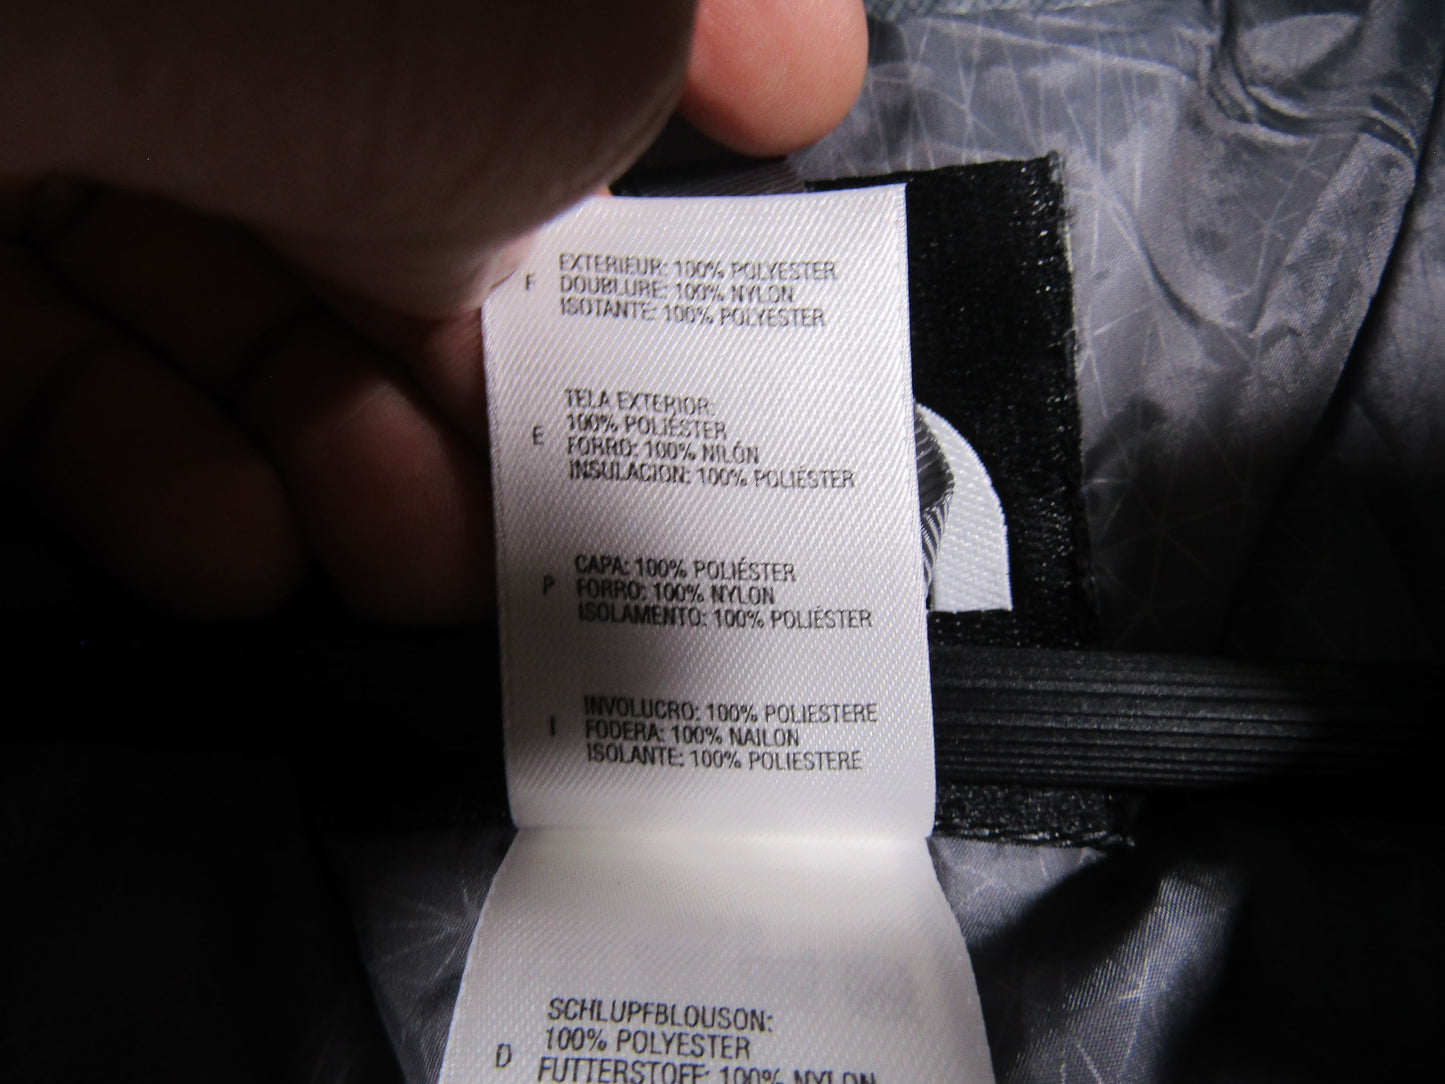 F
EXTERIEUR: 100% POLYESTER
DOUBLURE: 100% NYLON
ISOTANTE: 100% POLYESTER
E
TELA EXTERIOR:
100% POLIÉSTER
FORRO: 100% NILÓN
INSULACION: 100% POLIÉSTER
P
CAPA: 100% POLIÉSTER
FORRO: 100% NYLON
ISOLAMENTO: 100% POLIÉSTER
I
INVOLUCRO: 100% POLIESTERE
FODERA: 100% NAILON
ISOLANTE: 100% POLIESTERE
D
SCHLUPFBLOUSON:
100% POLYESTER
FUTTERSTOFF: 100% NYLON